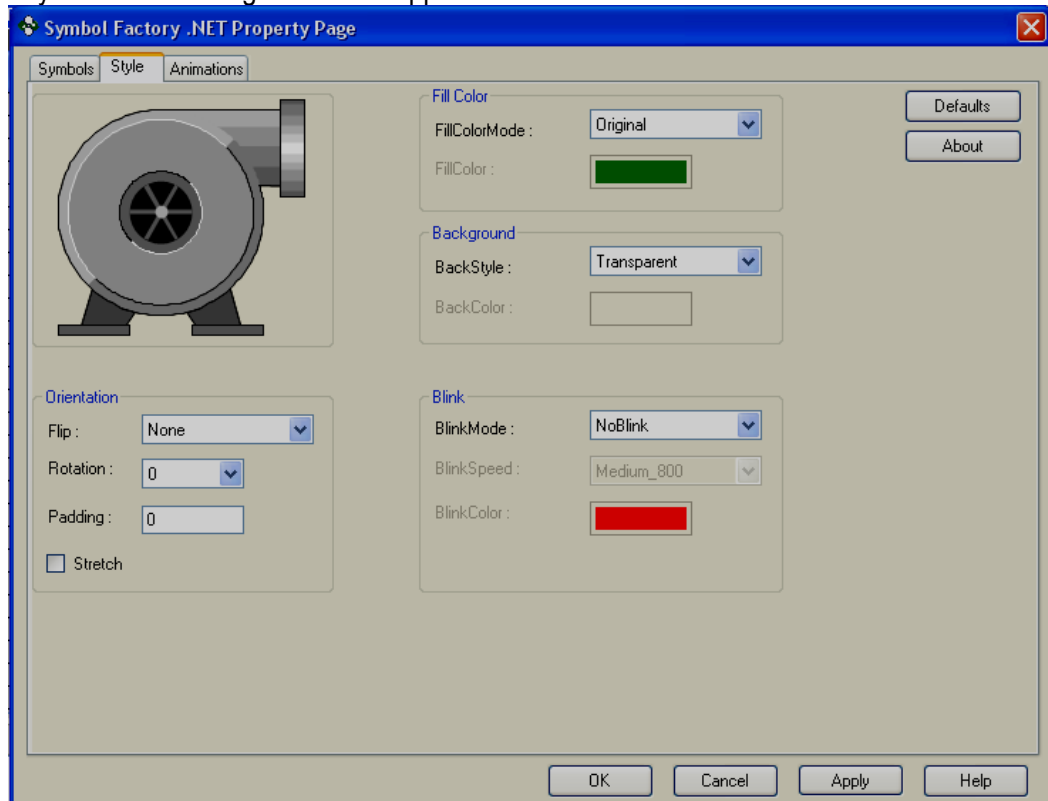 Symbol Factory .NET Property Page
Symbols Style Animations
Fill Color
FillColorMode : Original
FillColor :
Defaults
About
Background
BackStyle : Transparent
BackColor :
Orientation
Flip : None
Rotation : 0
Padding : 0
Stretch
Blink
BlinkMode : NoBlink
BlinkSpeed : Medium_800
BlinkColor :
OK Cancel Apply Help